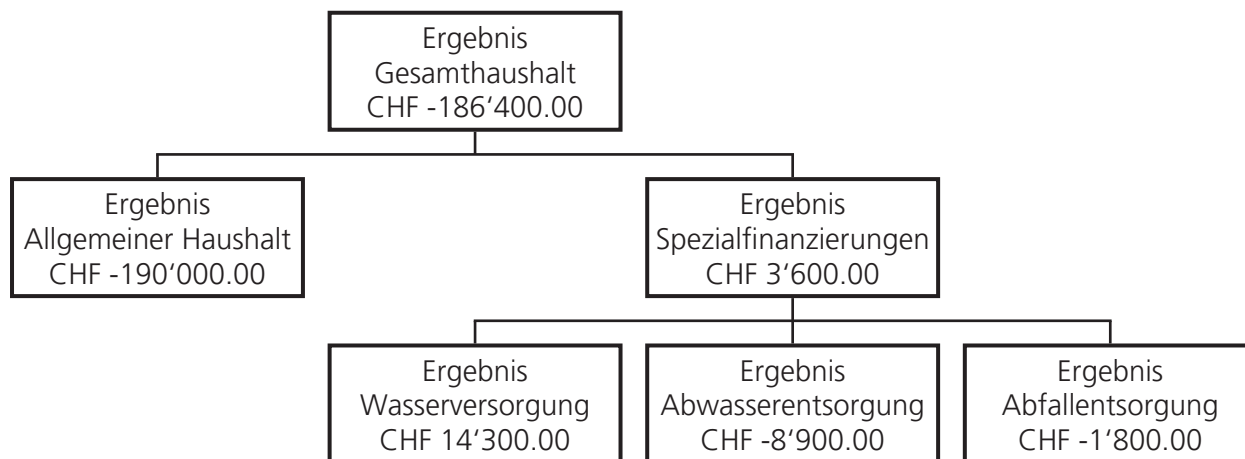 Ergebnis
Gesamthaushalt
CHF -186‘400.00
Ergebnis
Allgemeiner Haushalt
CHF -190‘000.00
Ergebnis
Spezialfinanzierungen
CHF 3‘600.00
Ergebnis
Wasserversorgung
CHF 14‘300.00
Ergebnis
Abwasserentsorgung
CHF -8‘900.00
Ergebnis
Abfallentsorgung
CHF -1‘800.00